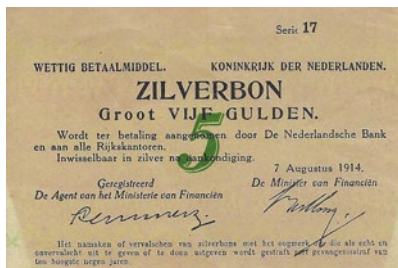 Serie 17
WETTIG BETAALMIDDEL. KONINKRIJK DER NEDERLANDEN.
ZILVERBON
Groot VIJF GULDEN.
5
Wordt ter betaling aangenomen door De Nederlandsche Bank
en aan alle Rijkskantoren.
Inwisselbaar in zilver na aankondiging.
7 Augustus 1914.
Geregistreerd De Minister van Financiën
De Agent van het Ministerie van Financiën
Het namaken of vervalschen van zilverbons met het oogmerk, die als echt en
onvervalscht uit te geven of te doen uitgeven wordt gestraft met gevangenisstraf van
ten hoogste negen jaren.